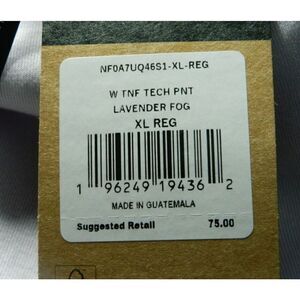 NF0A7UQ46S1-XL-REG
W TNF TECH PNT
LAVENDER FOG
XL REG
1 96249 19436 2
MADE IN GUATEMALA
Suggested Retail 75.00